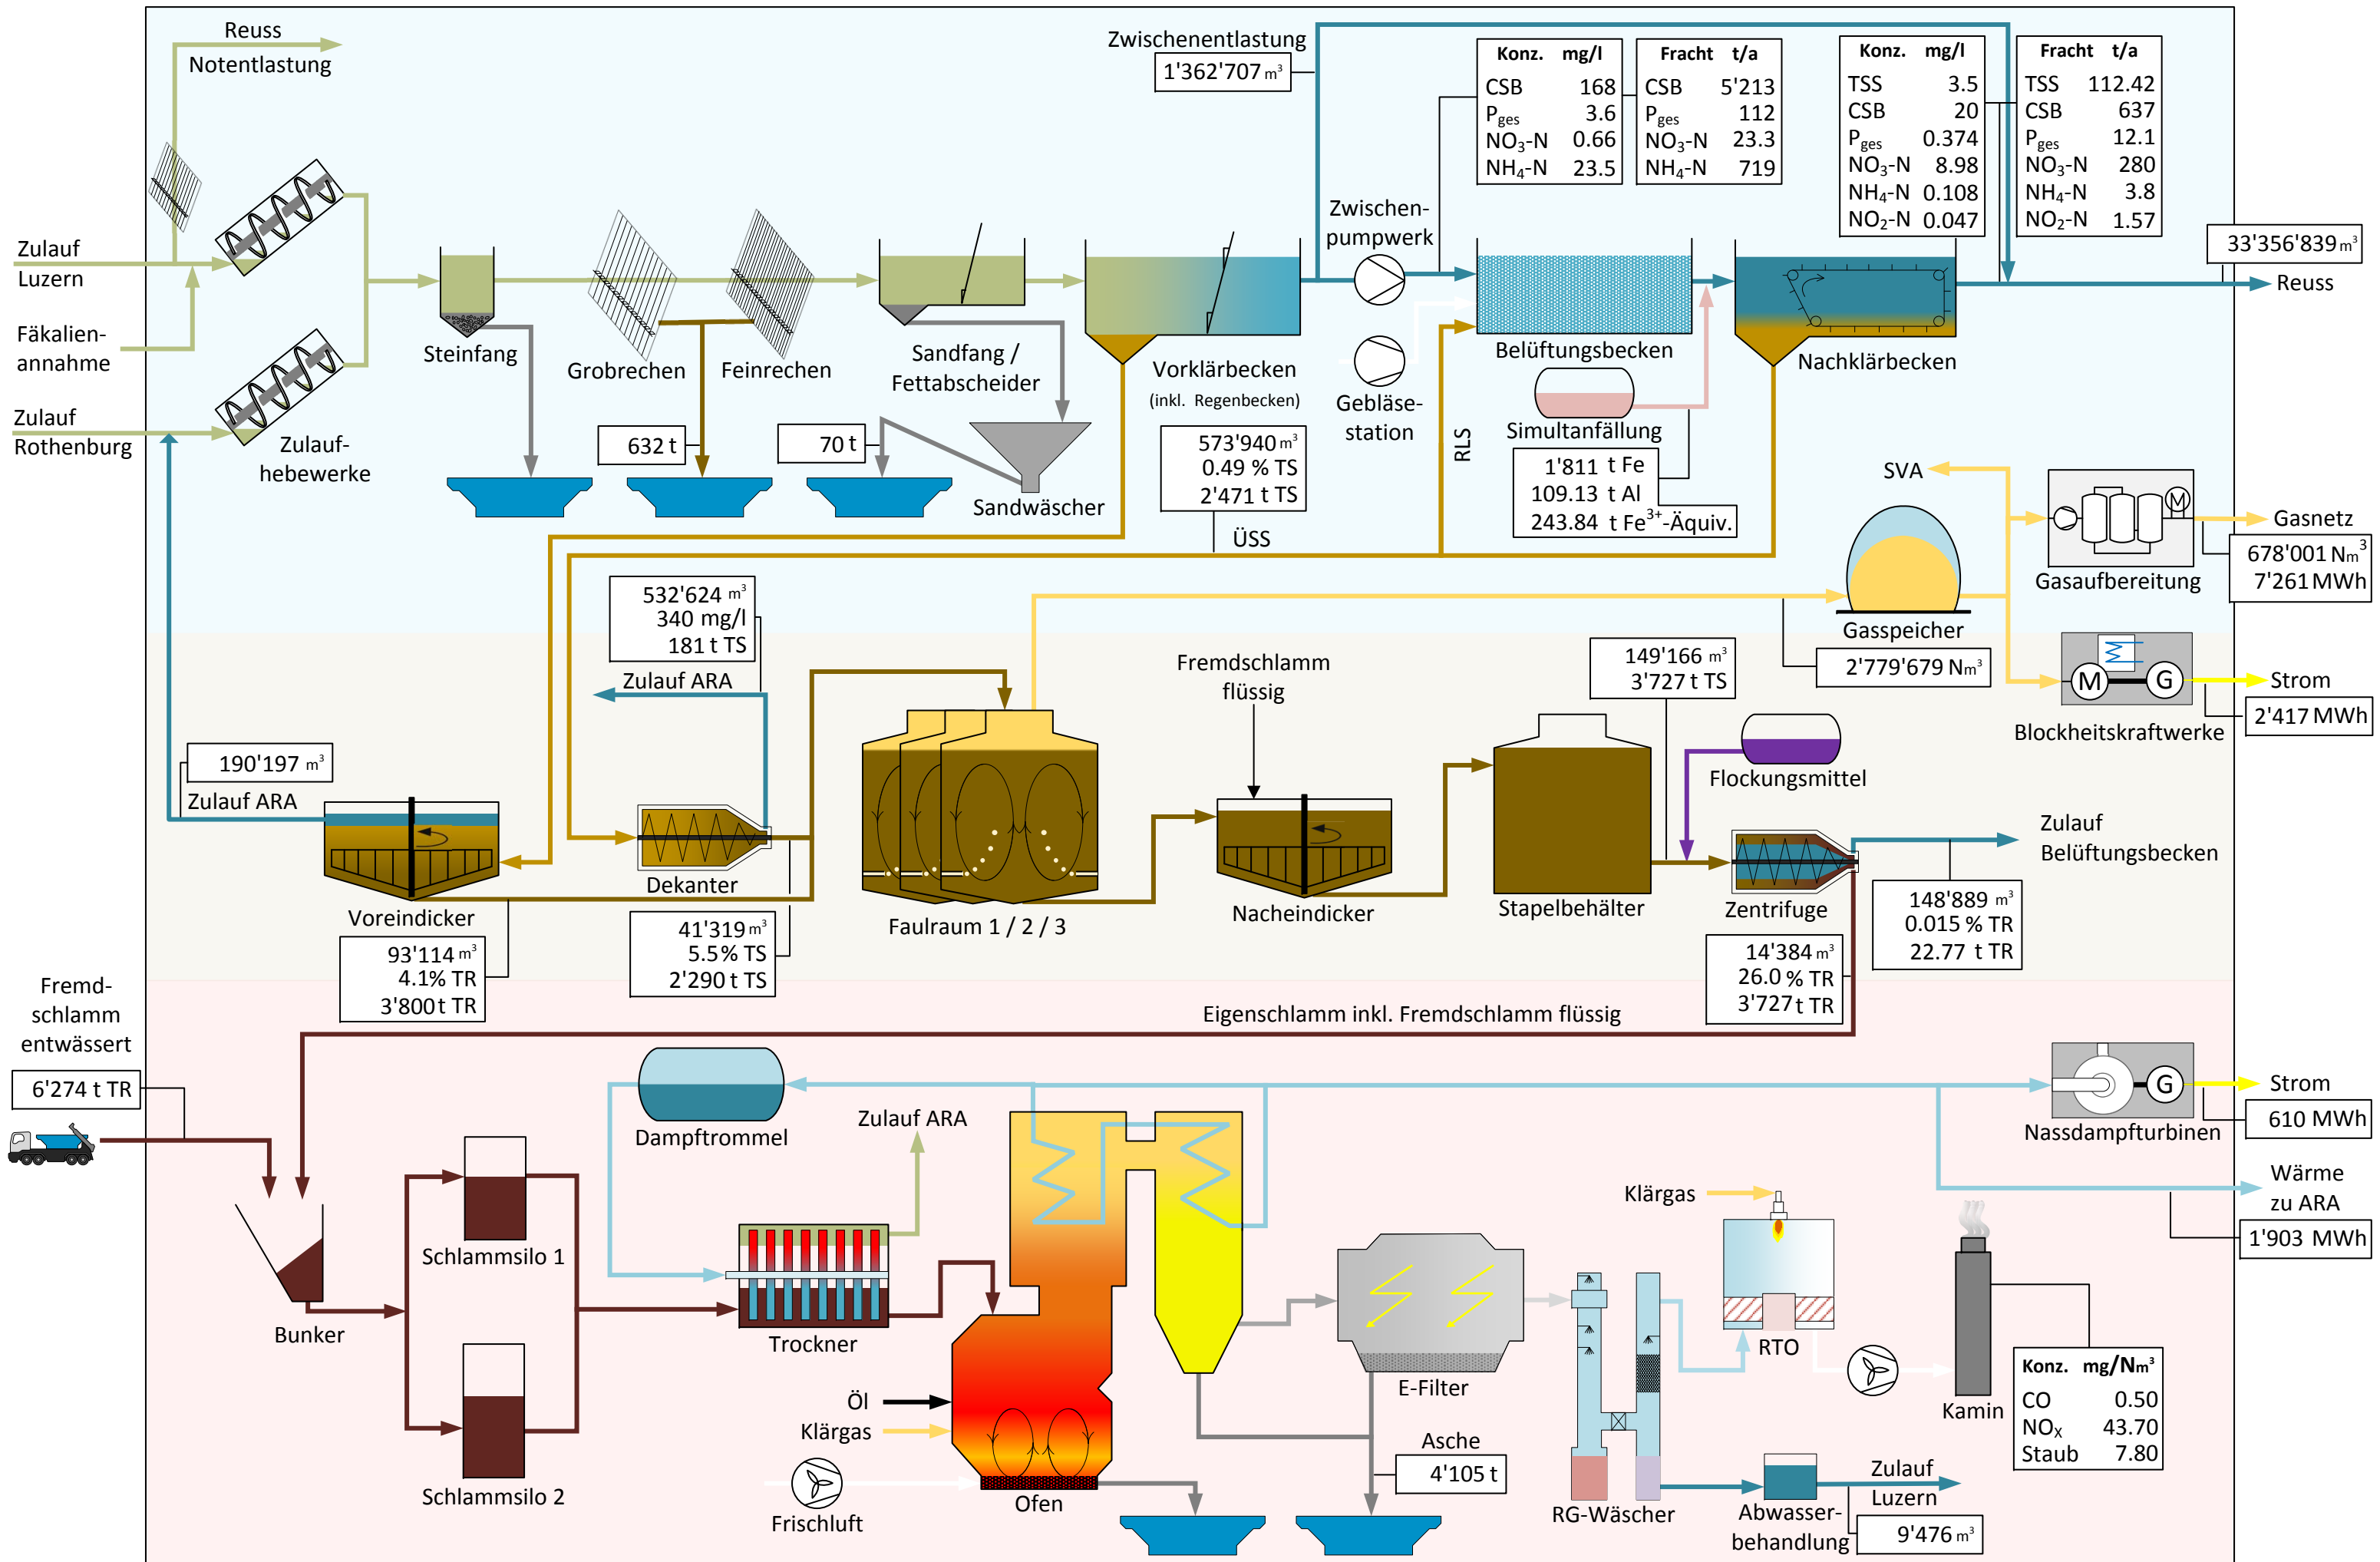 Reuss
Notentlastung
Zulauf
Luzern
Fäkalien-
annahme
Zulauf
Rothenburg
Zulauf-
hebewerke
Steinfang
Grobrechen
Feinrechen
632 t
70 t
Sandfang /
Fettabscheider
Sandwäscher
Vorklärbecken
(inkl. Regenbecken)
573'940 m³
0.49 % TS
2'471 t TS
ÜSS
Zwischenentlastung
1'362'707 m³
Zwischen-
pumpwerk
Gebläse-
station
RLS
Konz. mg/l
CSB 168
Pges 3.6
NO₃-N 0.66
NH₄-N 23.5
Fracht t/a
CSB 5'213
Pges 112
NO₃-N 23.3
NH₄-N 719
Belüftungsbecken
Simultanfällung
1'811 t Fe
109.13 t Al
243.84 t Fe³⁺-Äquiv.
Konz. mg/l
TSS 3.5
CSB 20
Pges 0.374
NO₃-N 8.98
NH₄-N 0.108
NO₂-N 0.047
Fracht t/a
TSS 112.42
CSB 637
Pges 12.1
NO₃-N 280
NH₄-N 3.8
NO₂-N 1.57
Nachklärbecken
33'356'839 m³
Reuss
SVA
Gasaufbereitung
M
Gasnetz
678'001 Nm³
7'261 MWh
Gasspeicher
2'779'679 Nm³
M
G
Blockheitskraftwerke
Strom
2'417 MWh
532'624 m³
340 mg/l
181 t TS
Zulauf ARA
190'197 m³
Zulauf ARA
Voreindicker
93'114 m³
4.1% TR
3'800 t TR
Dekanter
41'319 m³
5.5% TS
2'290 t TS
Faulraum 1 / 2 / 3
Fremdschlamm
flüssig
Nacheindicker
Stapelbehälter
149'166 m³
3'727 t TS
Flockungsmittel
Zentrifuge
14'384 m³
26.0 % TR
3'727 t TR
Zulauf
Belüftungsbecken
148'889 m³
0.015 % TR
22.77 t TR
Eigenschlamm inkl. Fremdschlamm flüssig
Fremd-
schlamm
entwässert
6'274 t TR
Bunker
Schlammsilo 1
Schlammsilo 2
Dampftrommel
Zulauf ARA
Trockner
Öl
Klärgas
Frischluft
Ofen
Asche
4'105 t
E-Filter
RG-Wäscher
Klärgas
RTO
Abwasser-
behandlung
Zulauf
Luzern
9'476 m³
Kamin
Konz. mg/Nm³
CO 0.50
NOX 43.70
Staub 7.80
G
Nassdampfturbinen
Strom
610 MWh
Wärme
zu ARA
1'903 MWh